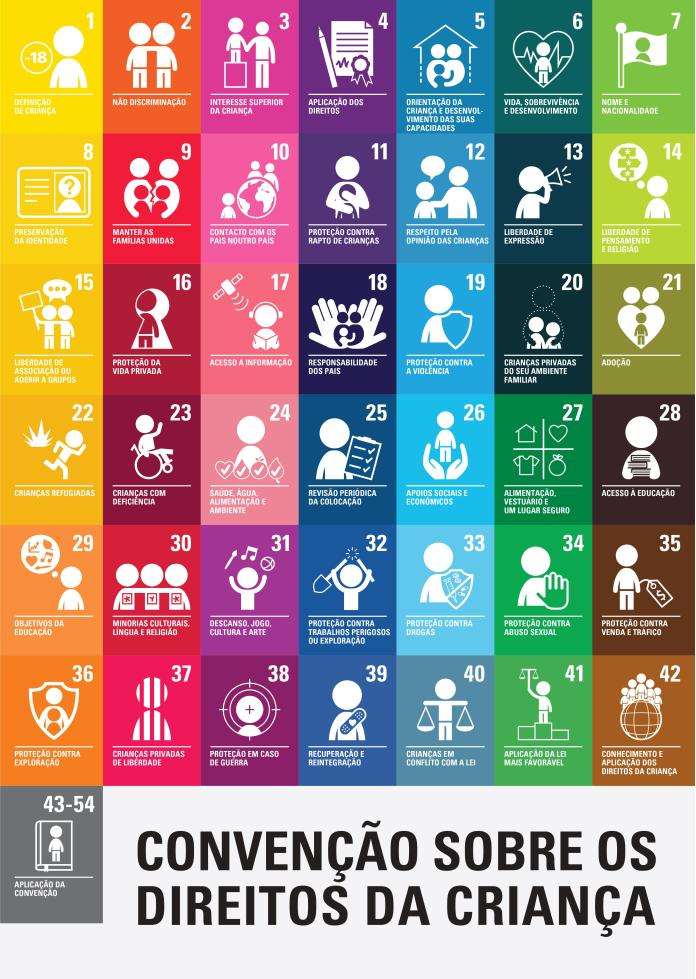 1
-18
DEFINIÇÃO
DE CRIANÇA
2
NÃO DISCRIMINAÇÃO
3
INTERESSE SUPERIOR
DA CRIANÇA
4
APLICAÇÃO DOS
DIREITOS
5
ORIENTAÇÃO DA
CRIANÇA E DESENVOL-
VIMENTO DAS SUAS
CAPACIDADES
6
VIDA, SOBREVIVÊNCIA
E DESENVOLVIMENTO
7
NOME E
NACIONALIDADE
8
?
PRESERVAÇÃO
DA IDENTIDADE
9
MANTER AS
FAMÍLIAS UNIDAS
10
CONTACTO COM OS
PAIS NOUTRO PAÍS
11
PROTEÇÃO CONTRA
RAPTO DE CRIANÇAS
12
RESPEITO PELA
OPINIÃO DAS CRIANÇAS
13
LIBERDADE DE
EXPRESSÃO
14
LIBERDADE DE
PENSAMENTO
E RELIGIÃO
15
LIBERDADE DE
ASSOCIAÇÃO OU
ADERIR A GRUPOS
16
PROTEÇÃO DA
VIDA PRIVADA
17
ACESSO A INFORMAÇÃO
18
RESPONSABILIDADE
DOS PAIS
19
PROTEÇÃO CONTRA
A VIOLÊNCIA
20
CRIANÇAS PRIVADAS
DO SEU AMBIENTE
FAMILIAR
21
ADOÇÃO
22
CRIANÇAS REFUGIADAS
23
CRIANÇAS COM
DEFICIÊNCIA
24
SAÚDE, ÁGUA,
ALIMENTAÇÃO E
AMBIENTE
25
REVISÃO PERIÓDICA
DA COLOCAÇÃO
26
APOIOS SOCIAIS E
ECONÓMICOS
27
ALIMENTAÇÃO,
VESTUARIO E
UM LUGAR SEGURO
28
ACESSO À EDUCAÇÃO
29
OBJETIVOS DA
EDUCAÇÃO
30
MINORIAS CULTURAIS,
LÍNGUA E RELIGIÃO
31
DESCANSO, JOGO,
CULTURA E ARTE
32
PROTEÇÃO CONTRA
TRABALHOS PERIGOSOS
OU EXPLORAÇÃO
33
PROTEÇÃO CONTRA
DROGAS
34
PROTEÇÃO CONTRA
ABUSO SEXUAL
35
PROTEÇÃO CONTRA
VENDA E TRÁFICO
36
PROTEÇÃO CONTRA
EXPLORAÇÃO
37
CRIANÇAS PRIVADAS
DE LIBERDADE
38
PROTEÇÃO EM CASO
DE GUERRA
39
RECUPERAÇÃO E
REINTEGRAÇÃO
40
CRIANÇAS EM
CONFLITO COM A LEI
41
APLICAÇÃO DA LEI
MAIS FAVORÁVEL
42
CONHECIMENTO E
APLICAÇÃO DOS
DIREITOS DA CRIANÇA
43-54
APLICAÇÃO DA
CONVENÇÃO
CONVENÇÃO SOBRE OS
DIREITOS DA CRIANÇA